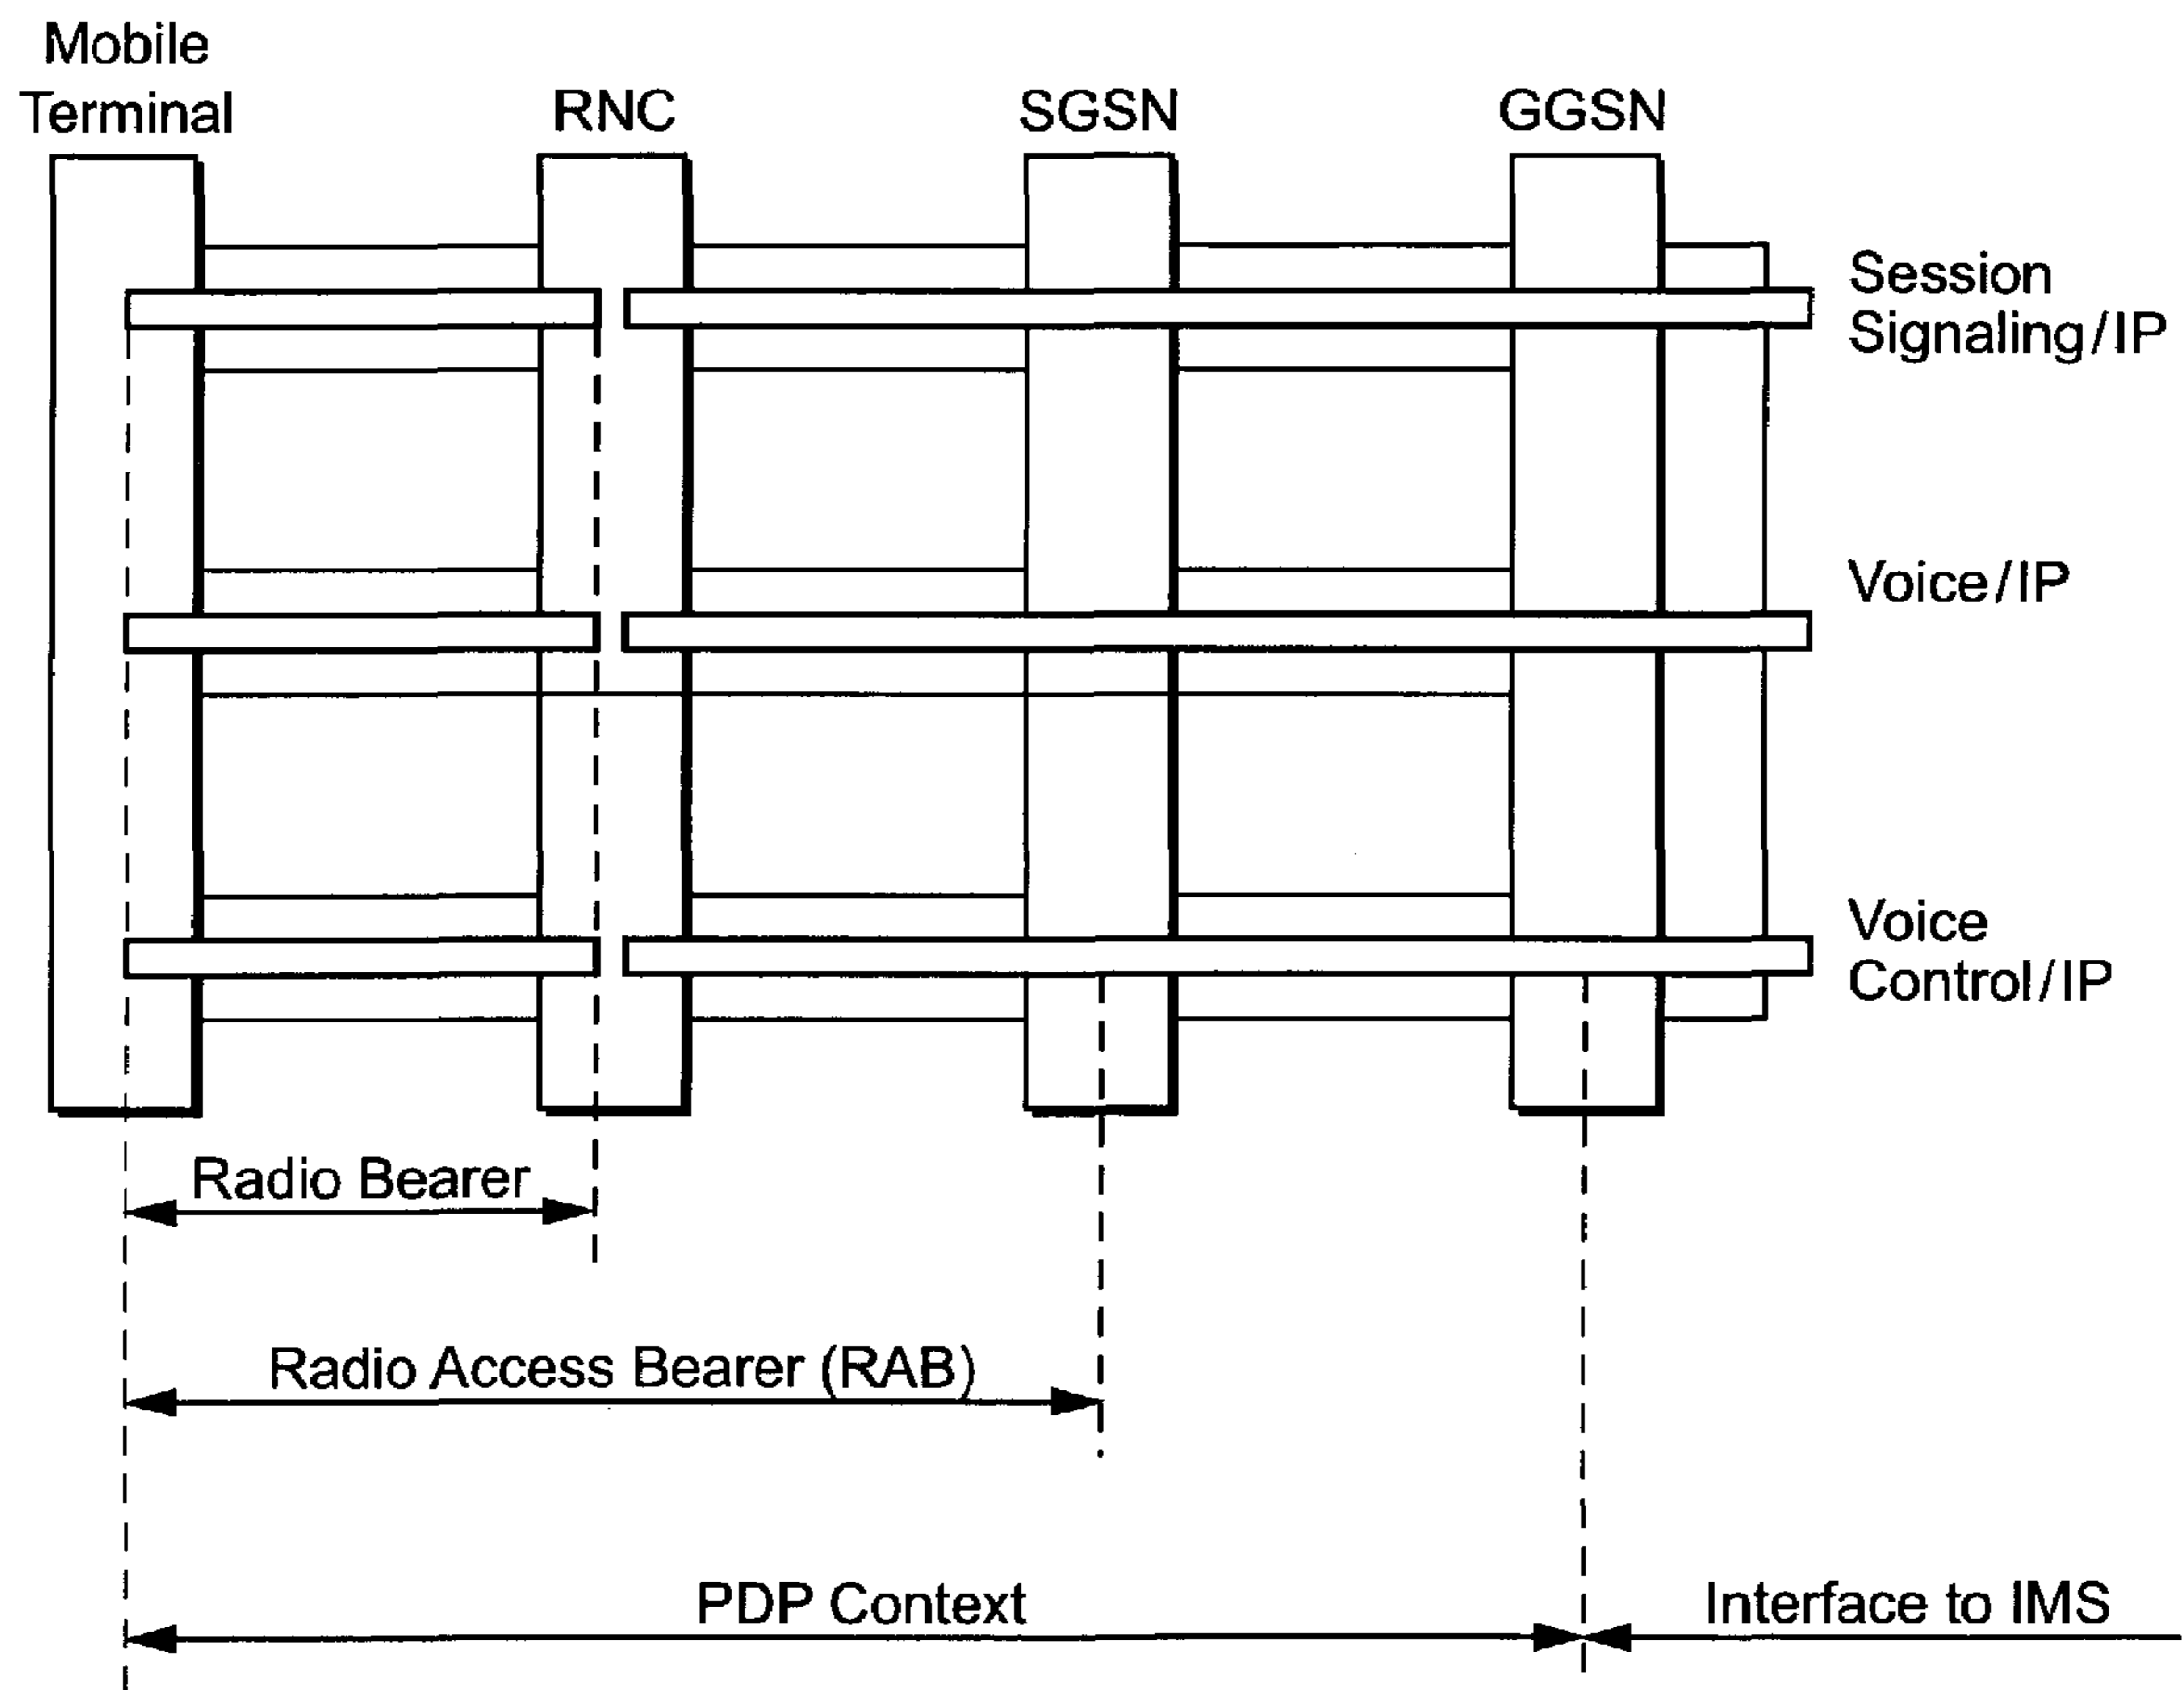 Mobile
Terminal
RNC
SGSN
GGSN
Session
Signaling/IP
Voice/IP
Voice
Control/IP
Radio Bearer
Radio Access Bearer (RAB)
PDP Context
Interface to IMS